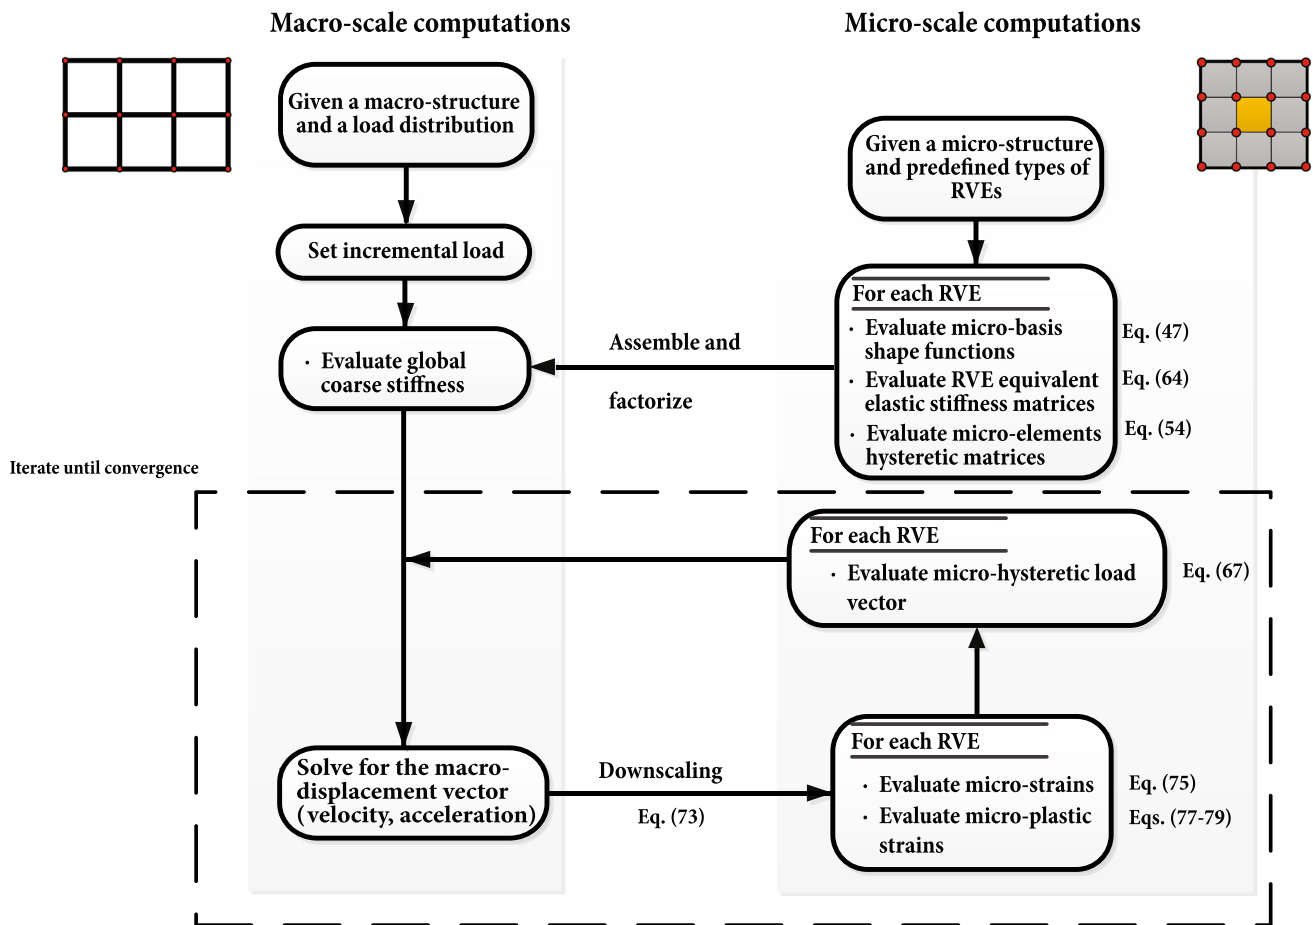 Macro-scale computations
Micro-scale computations
Given a macro-structure
and a load distribution
Given a micro-structure
and predefined types of
RVEs
Set incremental load
For each RVE
· Evaluate micro-basis
shape functions
Eq. (47)
· Evaluate RVE equivalent
elastic stiffness matrices
Eq. (64)
· Evaluate micro-elements
hysteretic matrices
Eq. (54)
Assemble and
factorize
· Evaluate global
coarse stiffness
Iterate until convergence
For each RVE
· Evaluate micro-hysteretic load
vector
Eq. (67)
Solve for the macro-
displacement vector
(velocity, acceleration)
Downscaling
Eq. (73)
For each RVE
· Evaluate micro-strains
Eq. (75)
· Evaluate micro-plastic
strains
Eqs. (77-79)